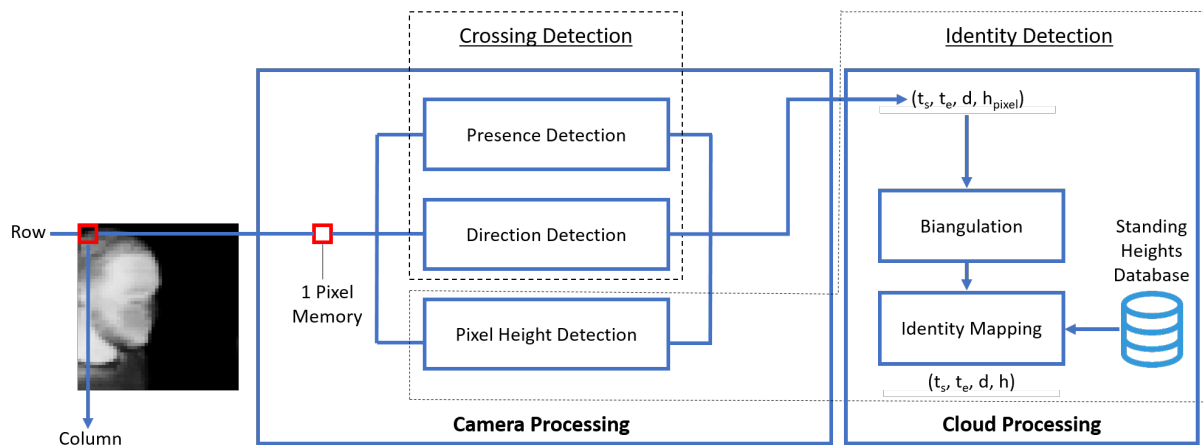 Crossing Detection
Identity Detection
(tₛ, tₑ, d, hₚᵢₓₑₗ)
Presence Detection
Row
Direction Detection
Biangulation
Standing
Heights
Database
1 Pixel
Memory
Pixel Height Detection
Identity Mapping
(tₛ, tₑ, d, h)
Column
Camera Processing
Cloud Processing